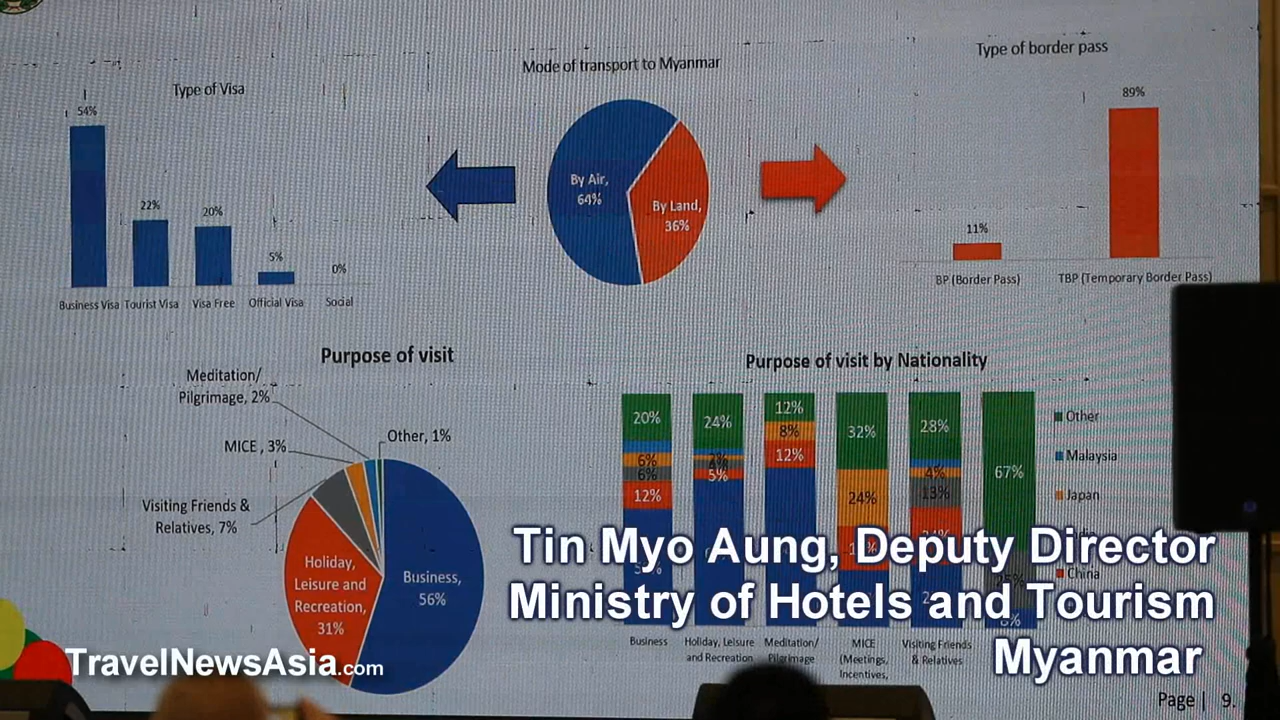 Type of Visa
54%
22%
20%
5%
0%
Business Visa
Tourist Visa
Visa Free
Official Visa
Social
Mode of transport to Myanmar
By Air,
64%
By Land,
36%
Type of border pass
11%
89%
BP (Border Pass)
TBP (Temporary Border Pass)
Purpose of visit
Meditation/
Pilgrimage, 2%
MICE , 3%
Other, 1%
Visiting Friends &
Relatives, 7%
Holiday,
Leisure and
Recreation,
31%
Business,
56%
Purpose of visit by Nationality
20%
6%
6%
12%
24%
5%
12%
8%
12%
32%
24%
28%
4%
13%
67%
Other
Malaysia
Japan
China
Business
Holiday, Leisure
and Recreation
Meditation/
Pilgrimage
MICE
(Meetings,
Incentives,
Visiting Friends
& Relatives
Tin Myo Aung, Deputy Director
Ministry of Hotels and Tourism
Myanmar
TravelNewsAsia.com
Page | 9.